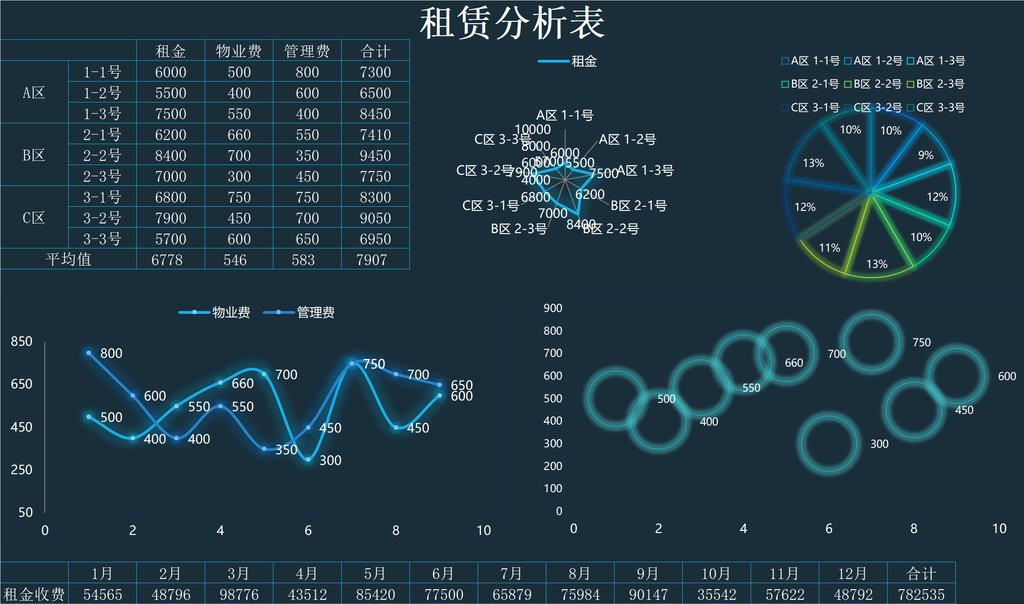 租赁分析表
租金 物业费 管理费 合计
A区 1-1号 6000 500 800 7300
1-2号 5500 400 600 6500
1-3号 7500 550 400 8450
B区 2-1号 6200 660 550 7410
2-2号 8400 700 350 9450
2-3号 7000 300 450 7750
C区 3-1号 6800 750 750 8300
3-2号 7900 450 700 9050
3-3号 5700 600 650 6950
平均值 6778 546 583 7907
租金
A区 1-1号
10000
C区 3-3号 8000 6000 A区 1-2号
6000 5700 5500
C区 3-2号 7900 7500 A区 1-3号
4000
6800 6200
C区 3-1号 B区 2-1号
7000 8400
B区 2-3号 B区 2-2号
A区 1-1号 A区 1-2号 A区 1-3号
B区 2-1号 B区 2-2号 B区 2-3号
C区 3-1号 C区 3-2号 C区 3-3号
10% 10%
13% 9%
12% 12%
11% 10%
13%
物业费 管理费
850
650
450
250
50
800
500
600
400
550
400
660
550
700
350
450
300
750
700
450
650
600
0 2 4 6 8 10
900
800
700
600
500
400
300
200
100
0
500
400
550
660
700
300
750
450
600
0 2 4 6 8 10
1月 2月 3月 4月 5月 6月 7月 8月 9月 10月 11月 12月 合计
租金收费 54565 48796 98776 43512 85420 77500 65879 75984 90147 35542 57622 48792 782535